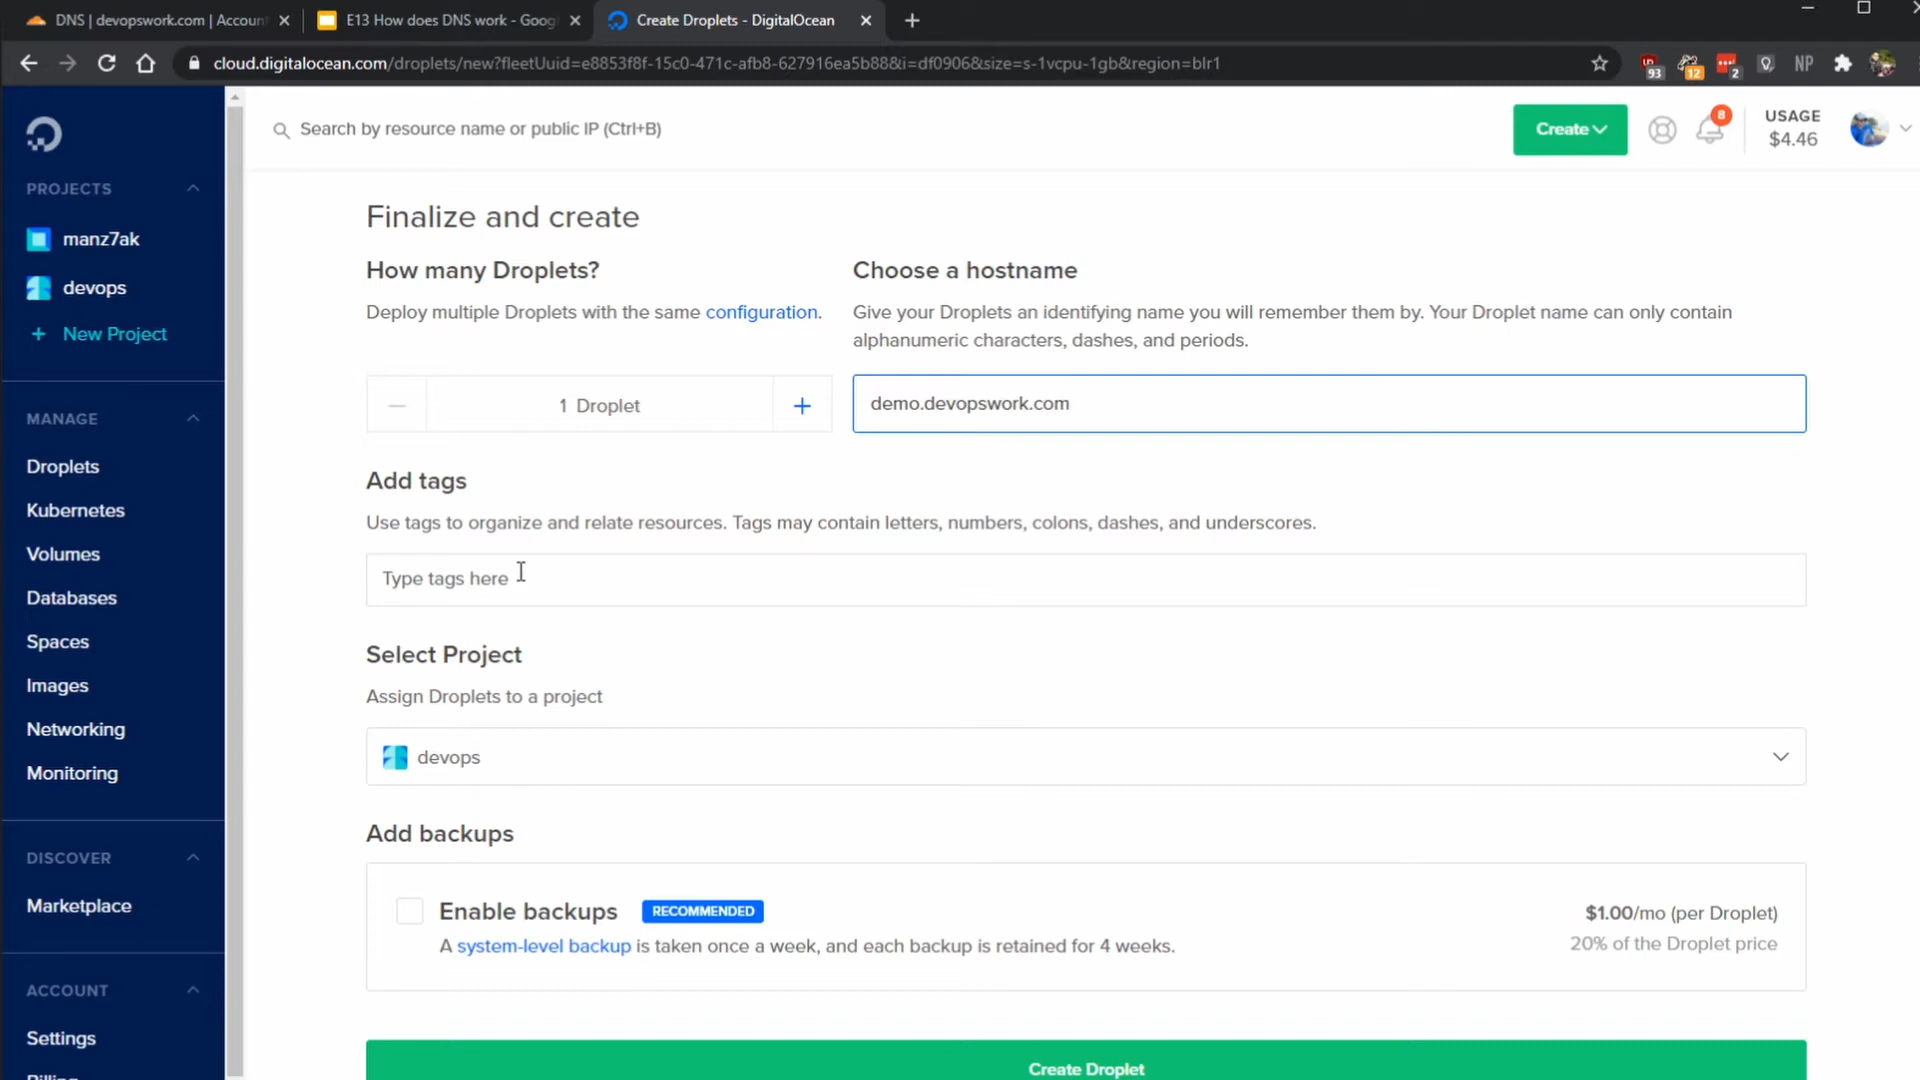 DNS | devopswork.com | Account
E13 How does DNS work - Goog
Create Droplets - DigitalOcean
cloud.digitalocean.com/droplets/new?fleetUuid=e8853f8f-15c0-471c-afb8-627916ea5b88&i=df0906&size=s-1vcpu-1gb&region=blr1
93
12
2
NP
Search by resource name or public IP (Ctrl+B)
Create
8
USAGE
$4.46
PROJECTS
manz7ak
devops
+ New Project
MANAGE
Droplets
Kubernetes
Volumes
Databases
Spaces
Images
Networking
Monitoring
DISCOVER
Marketplace
ACCOUNT
Settings
Billing
Finalize and create
How many Droplets?
Deploy multiple Droplets with the same configuration.
1 Droplet
Choose a hostname
Give your Droplets an identifying name you will remember them by. Your Droplet name can only contain
alphanumeric characters, dashes, and periods.
demo.devopswork.com
Add tags
Use tags to organize and relate resources. Tags may contain letters, numbers, colons, dashes, and underscores.
Type tags here
Select Project
Assign Droplets to a project
devops
Add backups
Enable backups
RECOMMENDED
A system-level backup is taken once a week, and each backup is retained for 4 weeks.
$1.00/mo (per Droplet)
20% of the Droplet price
Create Droplet